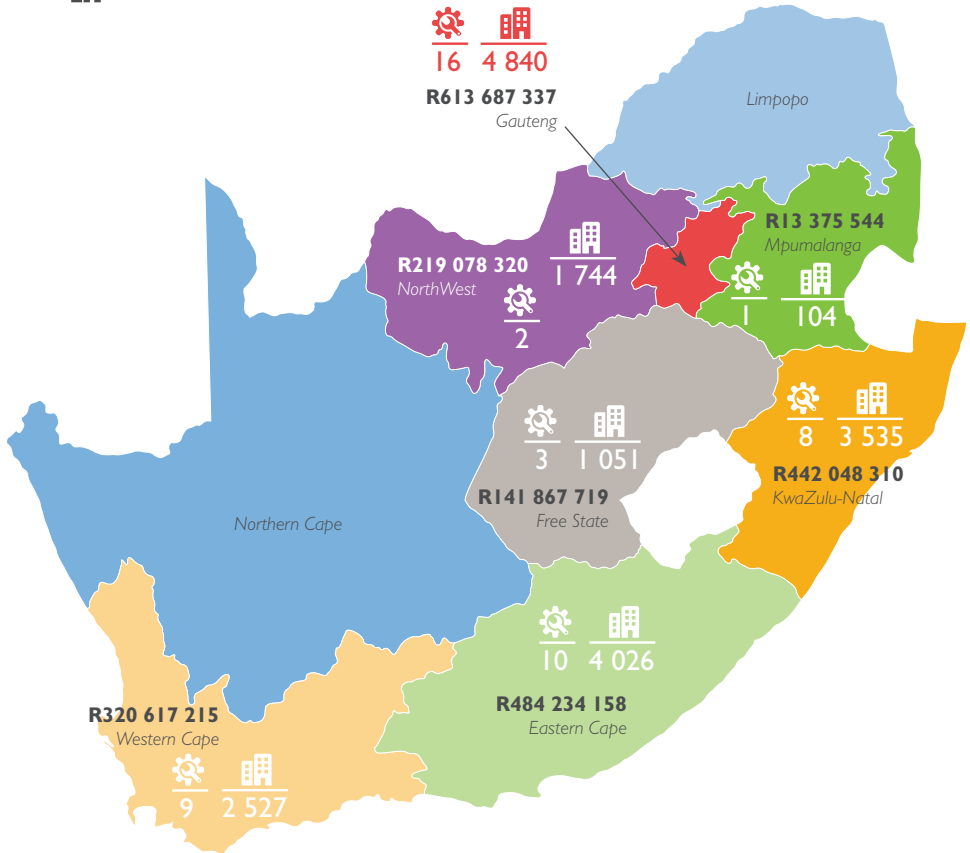 16 4 840
R613 687 337
Gauteng
Limpopo
R13 375 544
Mpumalanga
1 104
R219 078 320
NorthWest
1 744
2
8 3 535
R442 048 310
KwaZulu-Natal
3 1 051
R141 867 719
Free State
Northern Cape
10 4 026
R484 234 158
Eastern Cape
R320 617 215
Western Cape
9 2 527